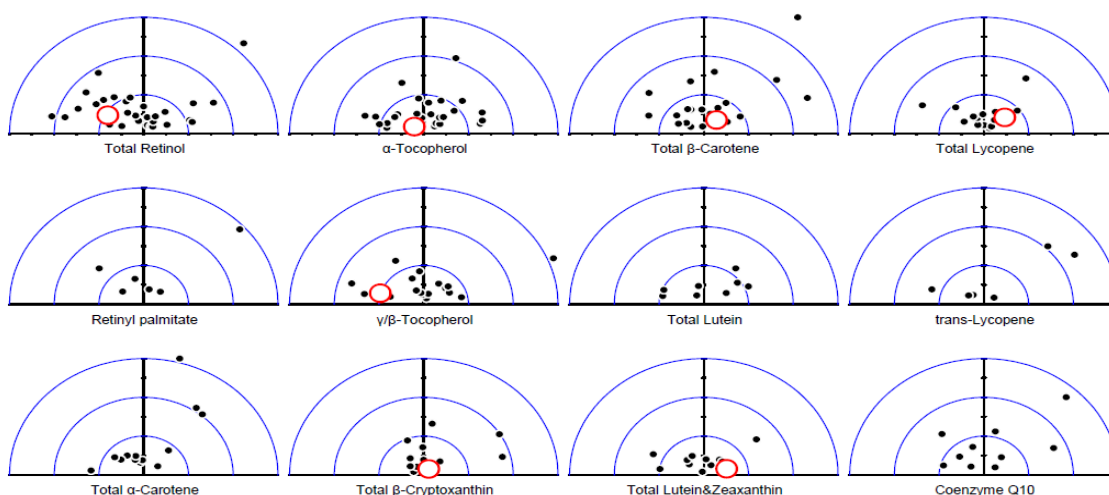 Total Retinol
α-Tocopherol
Total β-Carotene
Total Lycopene
Retinyl palmitate
γ/β-Tocopherol
Total Lutein
trans-Lycopene
Total α-Carotene
Total β-Cryptoxanthin
Total Lutein&Zeaxanthin
Coenzyme Q10